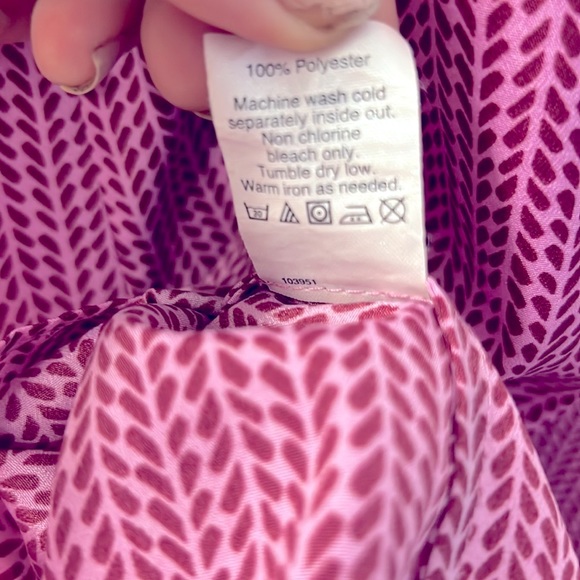 100% Polyester
Machine wash cold
separately inside out.
Non chlorine
bleach only.
Tumble dry low.
Warm iron as needed.
30
103951